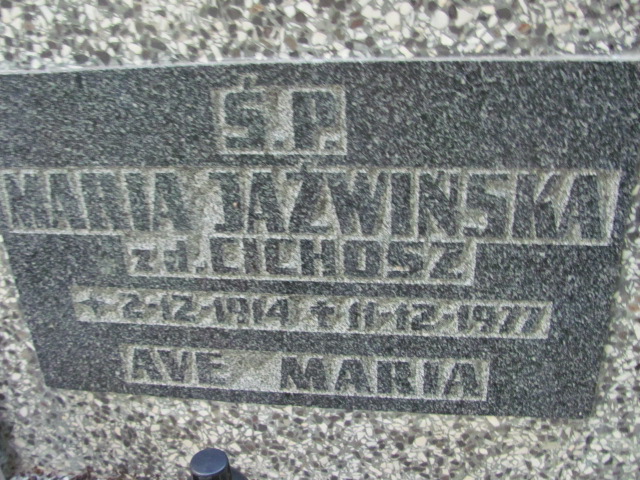 Ś.P.
MARIA JAŹWIŃSKA
z d. CICHOSZ
+ 2-12-1914 ✝ 11-12-1977
AVE MARIA